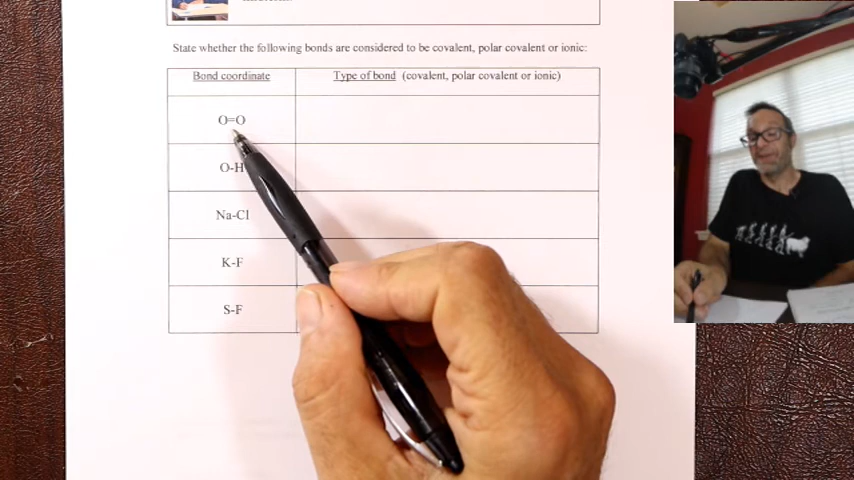 State whether the following bonds are considered to be covalent, polar covalent or ionic:
Bond coordinate Type of bond (covalent, polar covalent or ionic)
O=O
O-H
Na-Cl
K-F
S-F